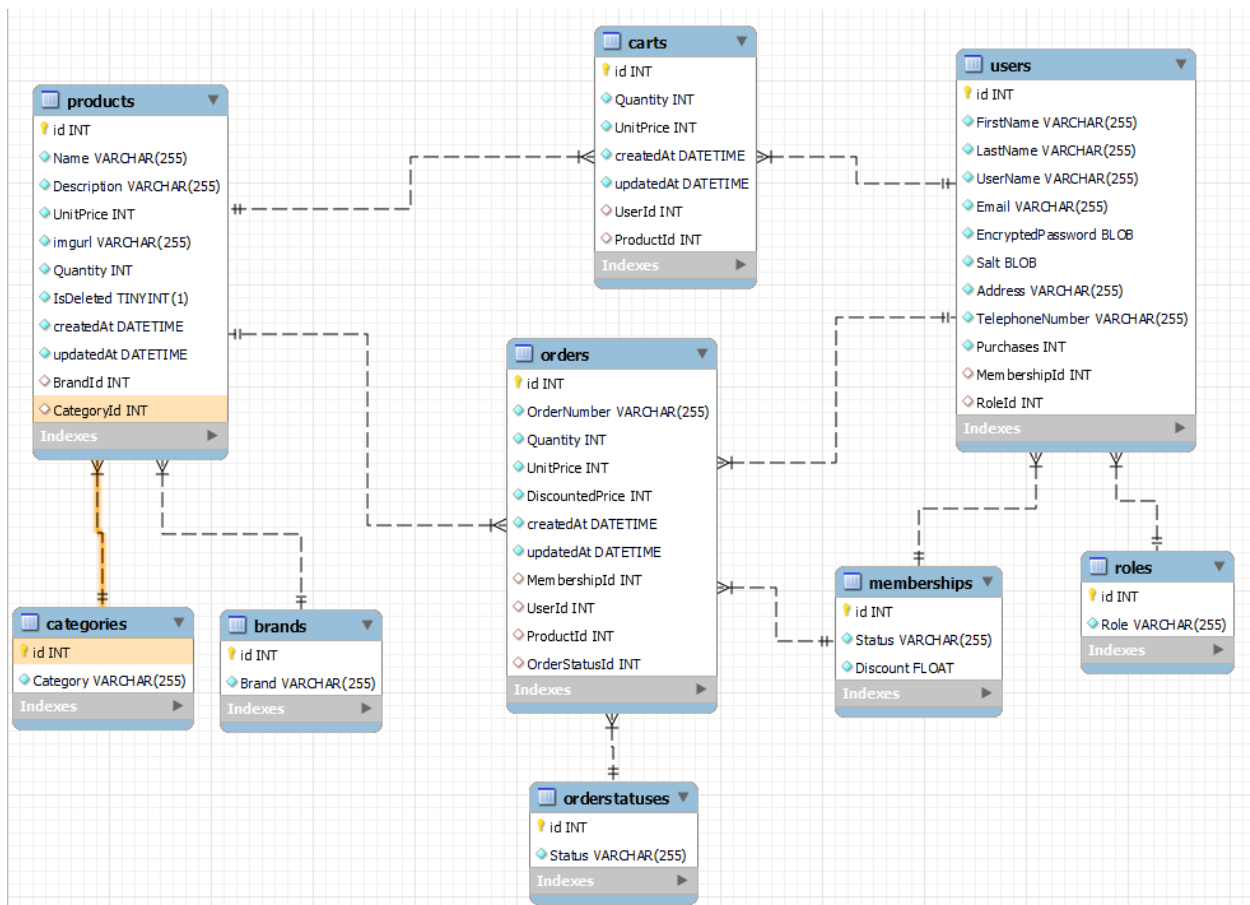 carts
id INT
Quantity INT
UnitPrice INT
createdAt DATETIME
updatedAt DATETIME
UserId INT
ProductId INT
Indexes
users
id INT
FirstName VARCHAR(255)
LastName VARCHAR(255)
UserName VARCHAR(255)
Email VARCHAR(255)
EncryptedPassword BLOB
Salt BLOB
Address VARCHAR(255)
TelephoneNumber VARCHAR(255)
Purchases INT
MembershipId INT
RoleId INT
Indexes
products
id INT
Name VARCHAR(255)
Description VARCHAR(255)
UnitPrice INT
imgurl VARCHAR(255)
Quantity INT
IsDeleted TINYINT(1)
createdAt DATETIME
updatedAt DATETIME
BrandId INT
CategoryId INT
Indexes
orders
id INT
OrderNumber VARCHAR(255)
Quantity INT
UnitPrice INT
DiscountedPrice INT
createdAt DATETIME
updatedAt DATETIME
MembershipId INT
UserId INT
ProductId INT
OrderStatusId INT
Indexes
memberships
id INT
Status VARCHAR(255)
Discount FLOAT
Indexes
roles
id INT
Role VARCHAR(255)
Indexes
categories
id INT
Category VARCHAR(255)
Indexes
brands
id INT
Brand VARCHAR(255)
Indexes
orderstatuses
id INT
Status VARCHAR(255)
Indexes